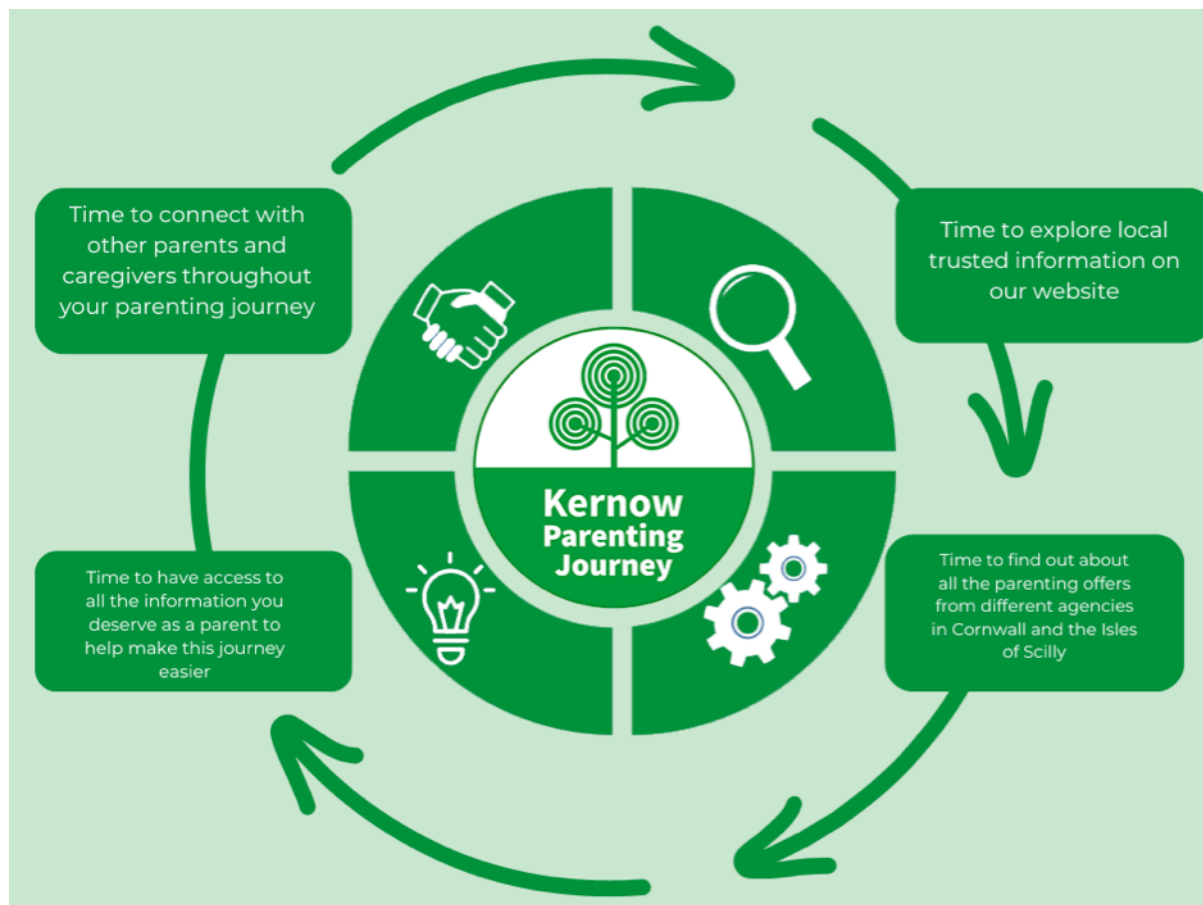 Time to connect with
other parents and
caregivers throughout
your parenting journey
Time to explore local
trusted information on
our website
Kernow
Parenting
Journey
Time to have access to
all the information you
deserve as a parent to
help make this journey
easier
Time to find out about
all the parenting offers
from different agencies
in Cornwall and the Isles
of Scilly